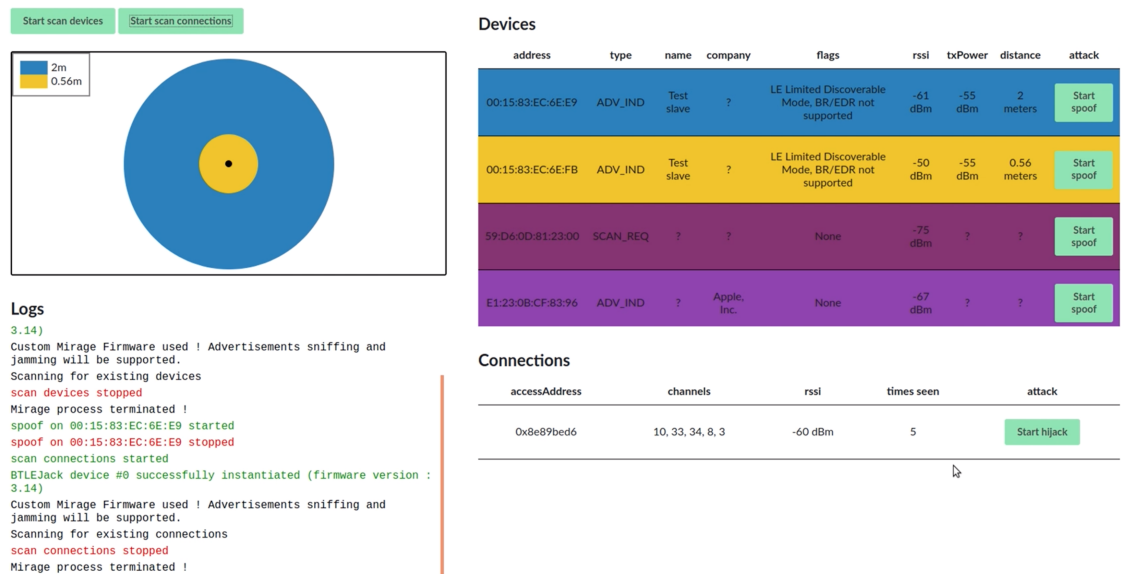 Start scan devices
Start scan connections
2m
0.56m
Logs
3.14)
Custom Mirage Firmware used ! Advertisements sniffing and
jamming will be supported.
Scanning for existing devices
scan devices stopped
Mirage process terminated !
spoof on 00:15:83:EC:6E:E9 started
spoof on 00:15:83:EC:6E:E9 stopped
scan connections started
BTLEJack device #0 successfully instantiated (firmware version :
3.14)
Custom Mirage Firmware used ! Advertisements sniffing and
jamming will be supported.
Scanning for existing connections
scan connections stopped
Mirage process terminated !
Devices
address type name company flags rssi txPower distance attack
00:15:83:EC:6E:E9 ADV_IND Test slave ? LE Limited Discoverable Mode, BR/EDR not supported -61 dBm -55 dBm 2 meters Start spoof
00:15:83:EC:6E:FB ADV_IND Test slave ? LE Limited Discoverable Mode, BR/EDR not supported -50 dBm -55 dBm 0.56 meters Start spoof
59:D6:0D:81:23:00 SCAN_REQ ? ? None -75 dBm ? ? Start spoof
E1:23:0B:CF:83:96 ADV_IND ? Apple, Inc. None -67 dBm ? ? Start spoof
Connections
accessAddress channels rssi times seen attack
0x8e89bed6 10, 33, 34, 8, 3 -60 dBm 5 Start hijack